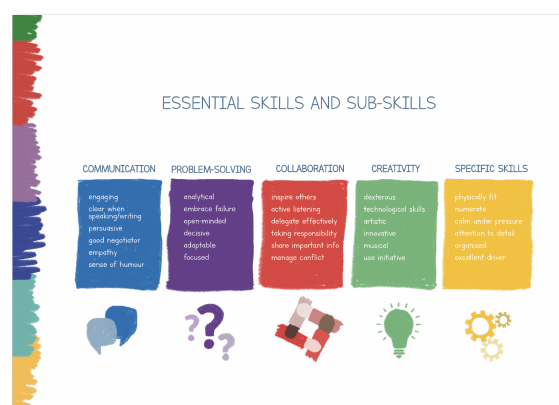 ESSENTIAL SKILLS AND SUB-SKILLS
COMMUNICATION
engaging
clear when
speaking/writing
persuasive
good negotiator
empathy
sense of humour
PROBLEM-SOLVING
analytical
embrace failure
open-minded
decisive
adaptable
focused
COLLABORATION
inspire others
active listening
delegate effectively
taking responsibility
share important info
manage conflict
CREATIVITY
dexterous
technological skills
artistic
innovative
musical
use initiative
SPECIFIC SKILLS
physically fit
numerate
calm under pressure
attention to detail
organised
excellent driver